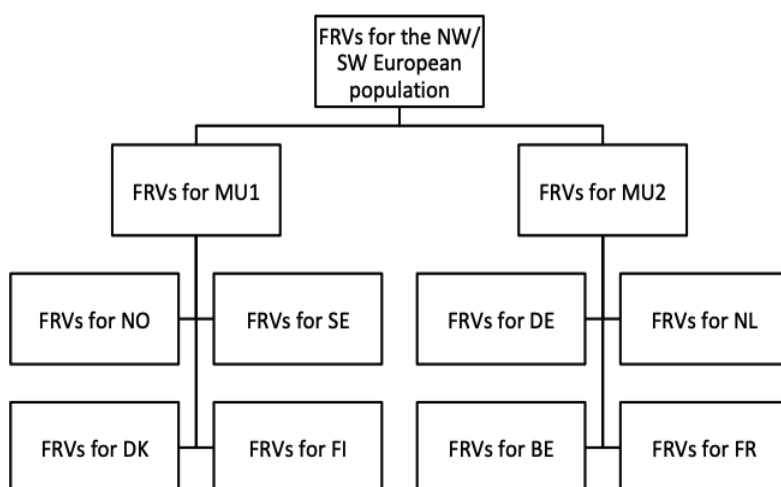 FRVs for the NW/
SW European
population
FRVs for MU1
FRVs for MU2
FRVs for NO
FRVs for SE
FRVs for DE
FRVs for NL
FRVs for DK
FRVs for FI
FRVs for BE
FRVs for FR